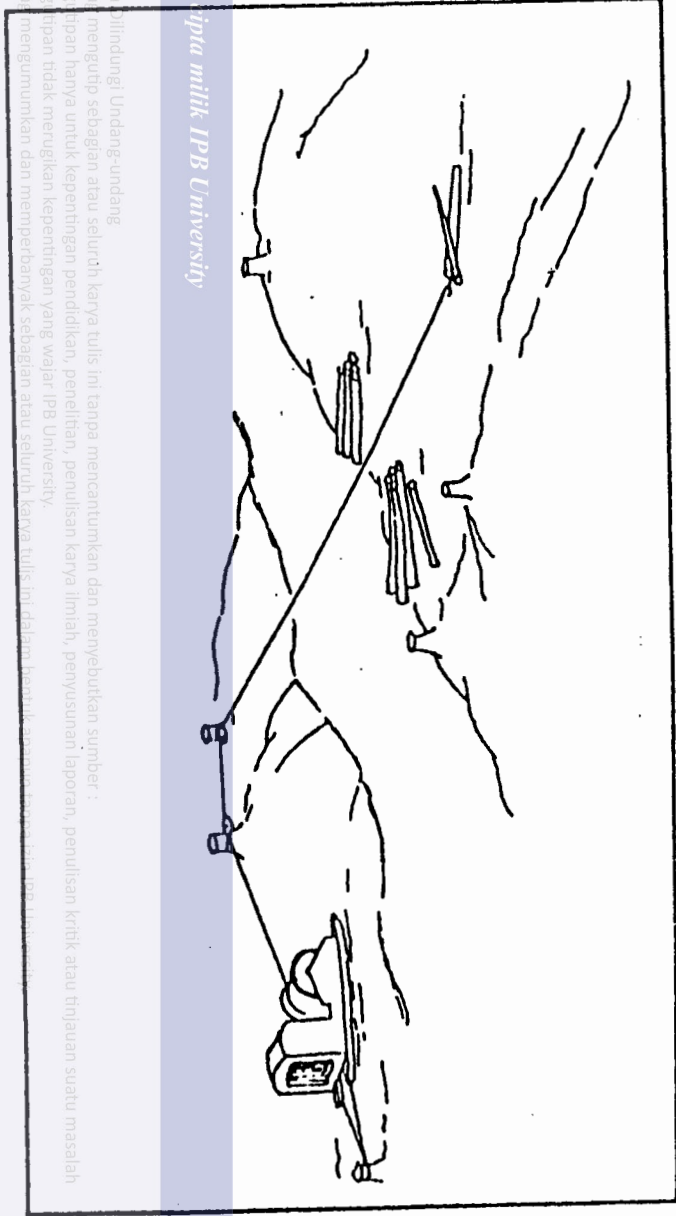 cipta milik IPB University
Dilindungi Undang-undang
mengutip sebagian atau seluruh karya tulis ini tanpa mencantumkan dan menyebutkan sumber :
hanya untuk kepentingan pendidikan, penelitian, penulisan karya ilmiah, penyusunan laporan, penulisan kritik atau tinjauan suatu masalah
tidak merugikan kepentingan yang wajar IPB University.
mengumumkan dan memperbanyak sebagian atau seluruh karya tulis ini dalam bentuk apapun tanpa izin IPB University.